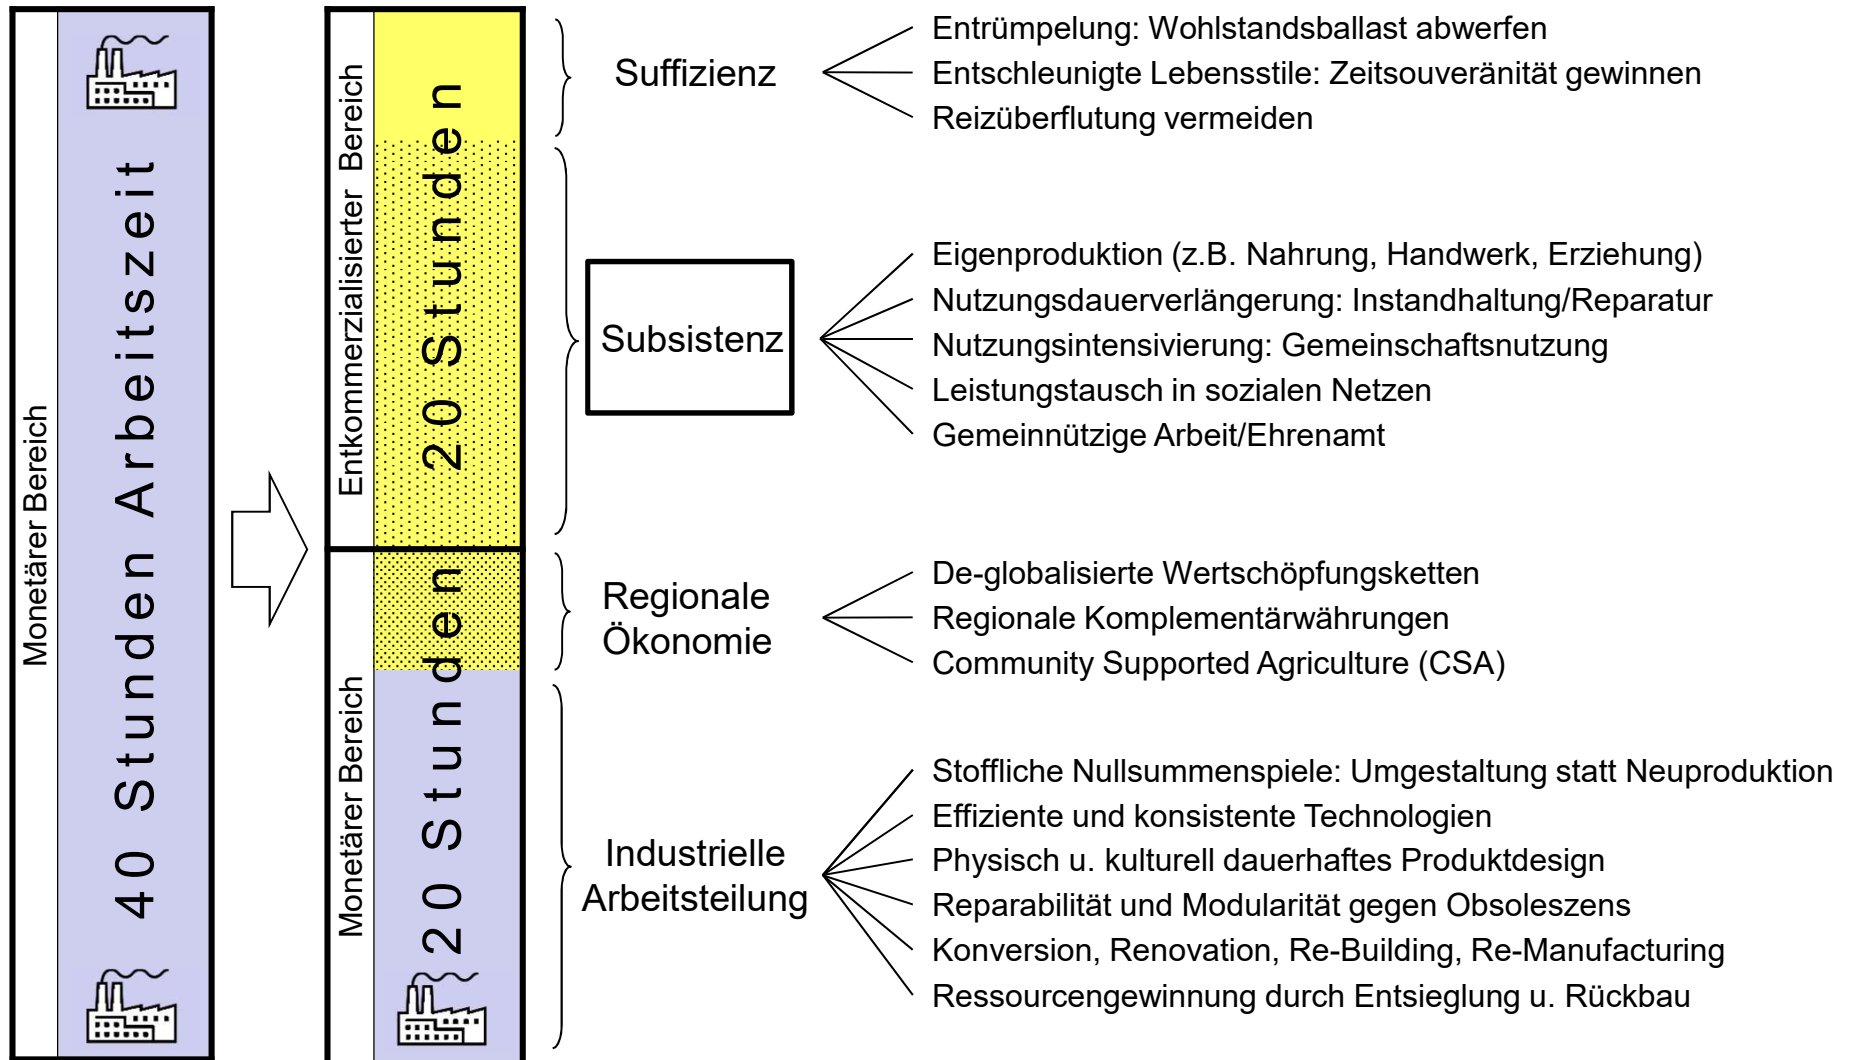 Monetärer Bereich
40 Stunden Arbeitszeit
Entkommerzialisierter Bereich
20 Stunden
Monetärer Bereich
20 Stunden
Suffizienz
Entrümpelung: Wohlstandsballast abwerfen
Entschleunigte Lebensstile: Zeitsouveränität gewinnen
Reizüberflutung vermeiden
Subsistenz
Eigenproduktion (z.B. Nahrung, Handwerk, Erziehung)
Nutzungsdauerverlängerung: Instandhaltung/Reparatur
Nutzungsintensivierung: Gemeinschaftsnutzung
Leistungstausch in sozialen Netzen
Gemeinnützige Arbeit/Ehrenamt
Regionale
Ökonomie
De-globalisierte Wertschöpfungsketten
Regionale Komplementärwährungen
Community Supported Agriculture (CSA)
Industrielle
Arbeitsteilung
Stoffliche Nullsummenspiele: Umgestaltung statt Neuproduktion
Effiziente und konsistente Technologien
Physisch u. kulturell dauerhaftes Produktdesign
Reparabilität und Modularität gegen Obsoleszens
Konversion, Renovation, Re-Building, Re-Manufacturing
Ressourcengewinnung durch Entsieglung u. Rückbau